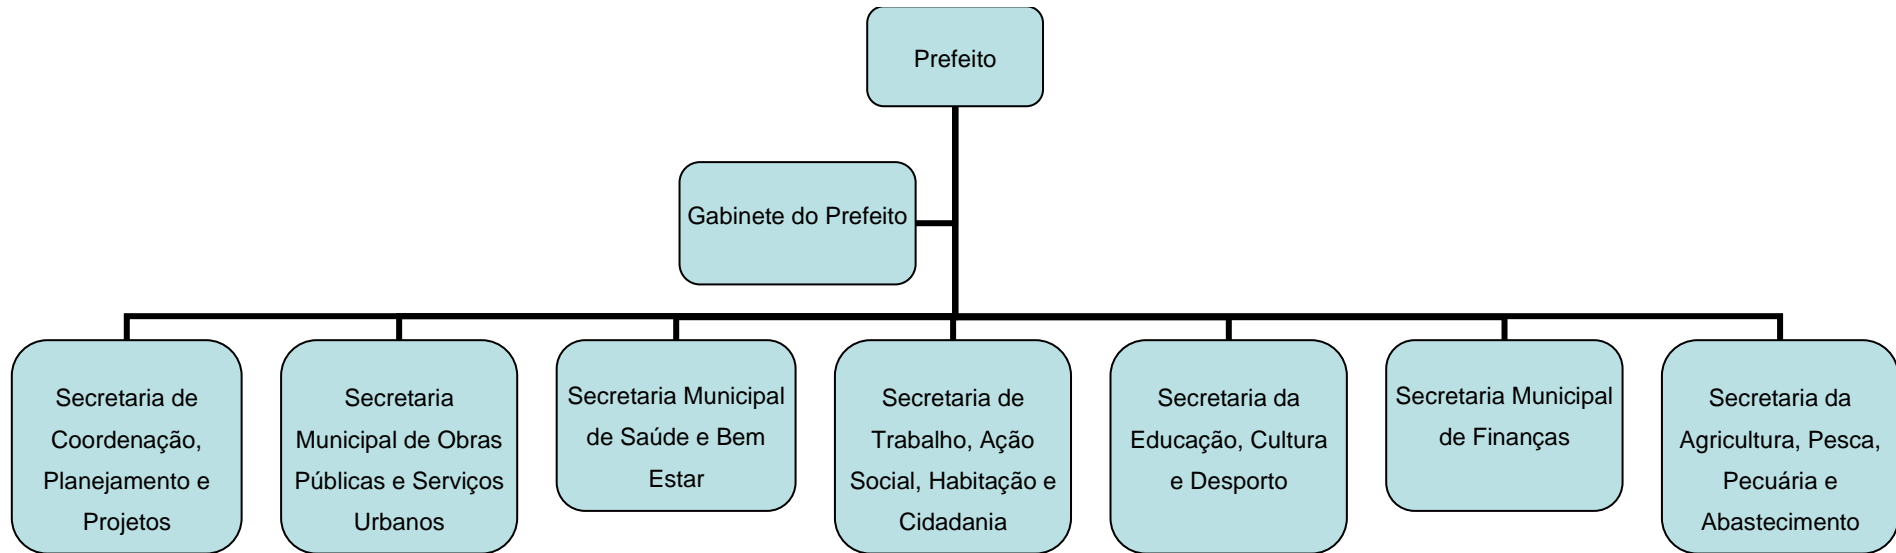 Prefeito
Gabinete do Prefeito
Secretaria de
Coordenação,
Planejamento e
Projetos
Secretaria
Municipal de Obras
Públicas e Serviços
Urbanos
Secretaria Municipal
de Saúde e Bem
Estar
Secretaria de
Trabalho, Ação
Social, Habitação e
Cidadania
Secretaria da
Educação, Cultura
e Desporto
Secretaria Municipal
de Finanças
Secretaria da
Agricultura, Pesca,
Pecuária e
Abastecimento